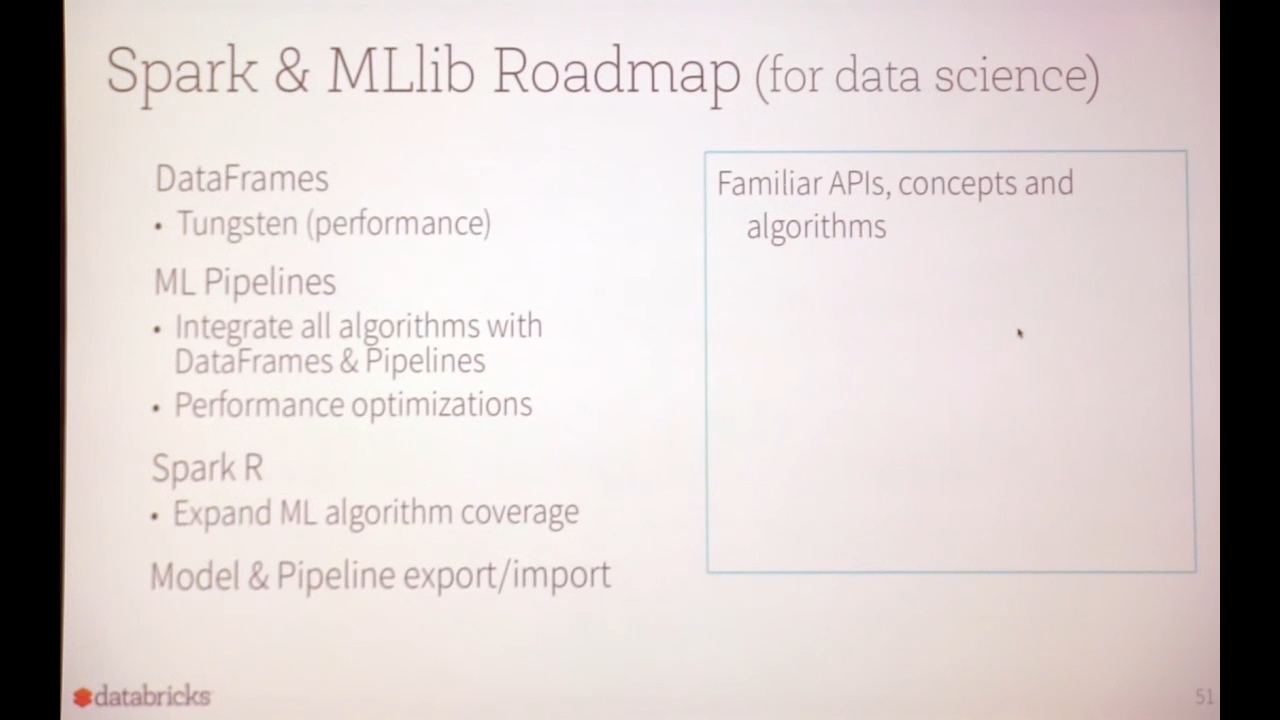 Spark & MLlib Roadmap (for data science)
DataFrames
• Tungsten (performance)
ML Pipelines
• Integrate all algorithms with
DataFrames & Pipelines
• Performance optimizations
Spark R
• Expand ML algorithm coverage
Model & Pipeline export/import
Familiar APIs, concepts and
algorithms
databricks
51